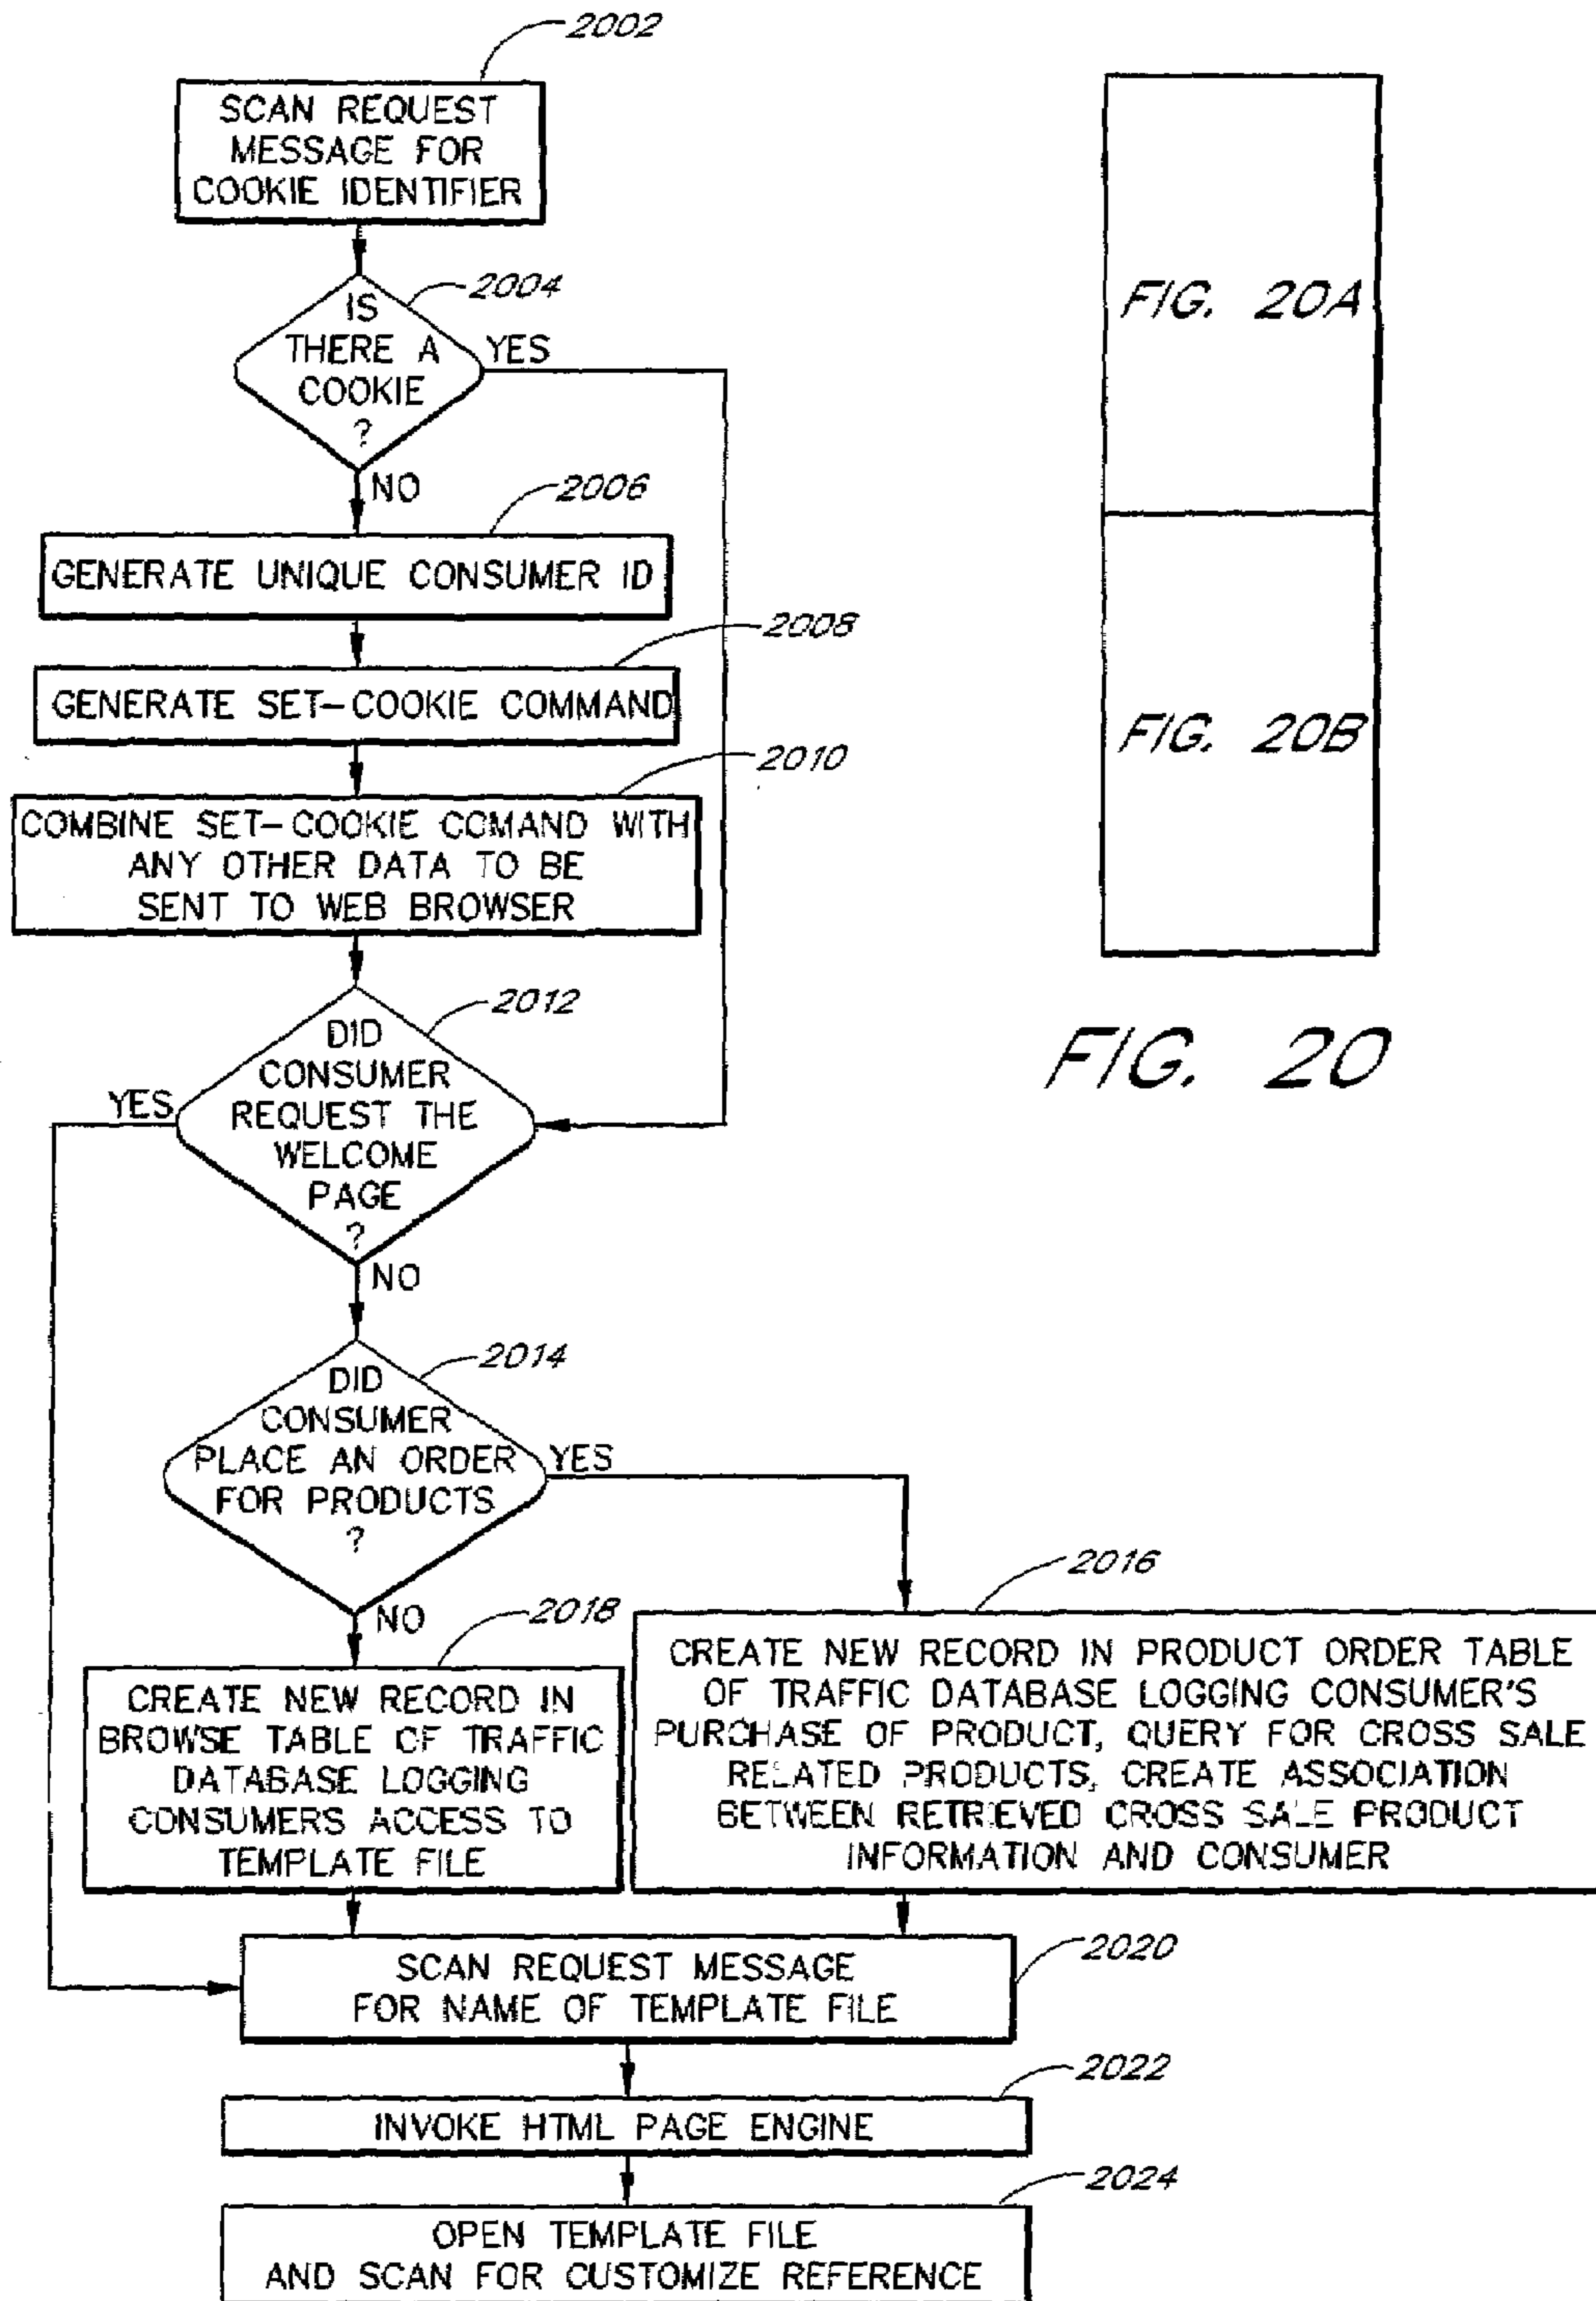 2002
SCAN REQUEST
MESSAGE FOR
COOKIE IDENTIFIER
2004
IS
THERE A
COOKIE
?
YES
NO
2006
GENERATE UNIQUE CONSUMER ID
2008
GENERATE SET-COOKIE COMMAND
2010
COMBINE SET-COOKIE COMAND WITH
ANY OTHER DATA TO BE
SENT TO WEB BROWSER
2012
DID
CONSUMER
REQUEST THE
WELCOME
PAGE
?
YES
NO
2014
DID
CONSUMER
PLACE AN ORDER
FOR PRODUCTS
?
YES
NO
2018
CREATE NEW RECORD IN
BROWSE TABLE OF TRAFFIC
DATABASE LOGGING
CONSUMERS ACCESS TO
TEMPLATE FILE
2016
CREATE NEW RECORD IN PRODUCT ORDER TABLE
OF TRAFFIC DATABASE LOGGING CONSUMER'S
PURCHASE OF PRODUCT, QUERY FOR CROSS SALE
RELATED PRODUCTS, CREATE ASSOCIATION
BETWEEN RETRIEVED CROSS SALE PRODUCT
INFORMATION AND CONSUMER
2020
SCAN REQUEST MESSAGE
FOR NAME OF TEMPLATE FILE
2022
INVOKE HTML PAGE ENGINE
2024
OPEN TEMPLATE FILE
AND SCAN FOR CUSTOMIZE REFERENCE
FIG. 20A
FIG. 20B
FIG. 20